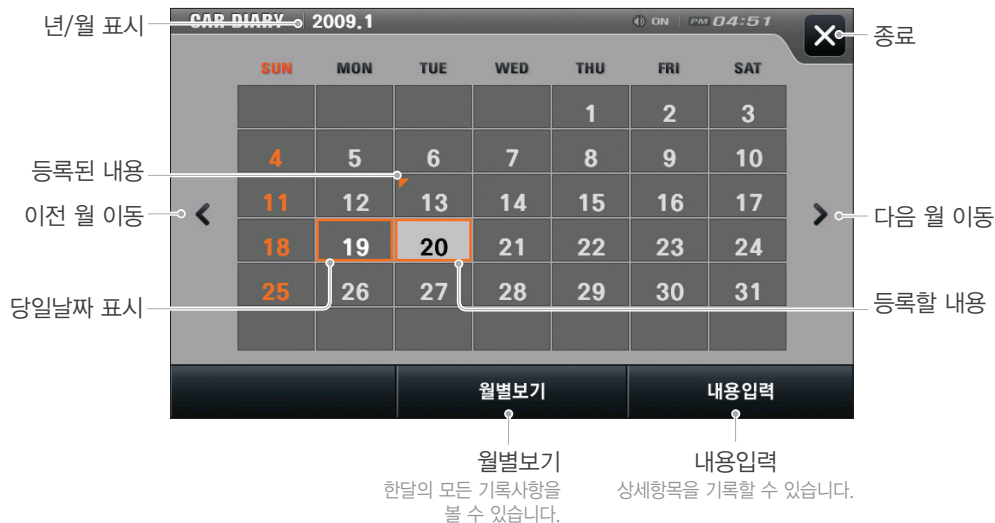 년/월 표시
CAR DIARY 2009.1 ON PM 04:51
종료
SUN MON TUE WED THU FRI SAT
1 2 3
등록된 내용
4 5 6 7 8 9 10
이전 월 이동
11 12 13 14 15 16 17
다음 월 이동
18 19 20 21 22 23 24
당일날짜 표시
25 26 27 28 29 30 31
등록할 내용
월별보기 내용입력
월별보기
한달의 모든 기록사항을
볼 수 있습니다.
내용입력
상세항목을 기록할 수 있습니다.